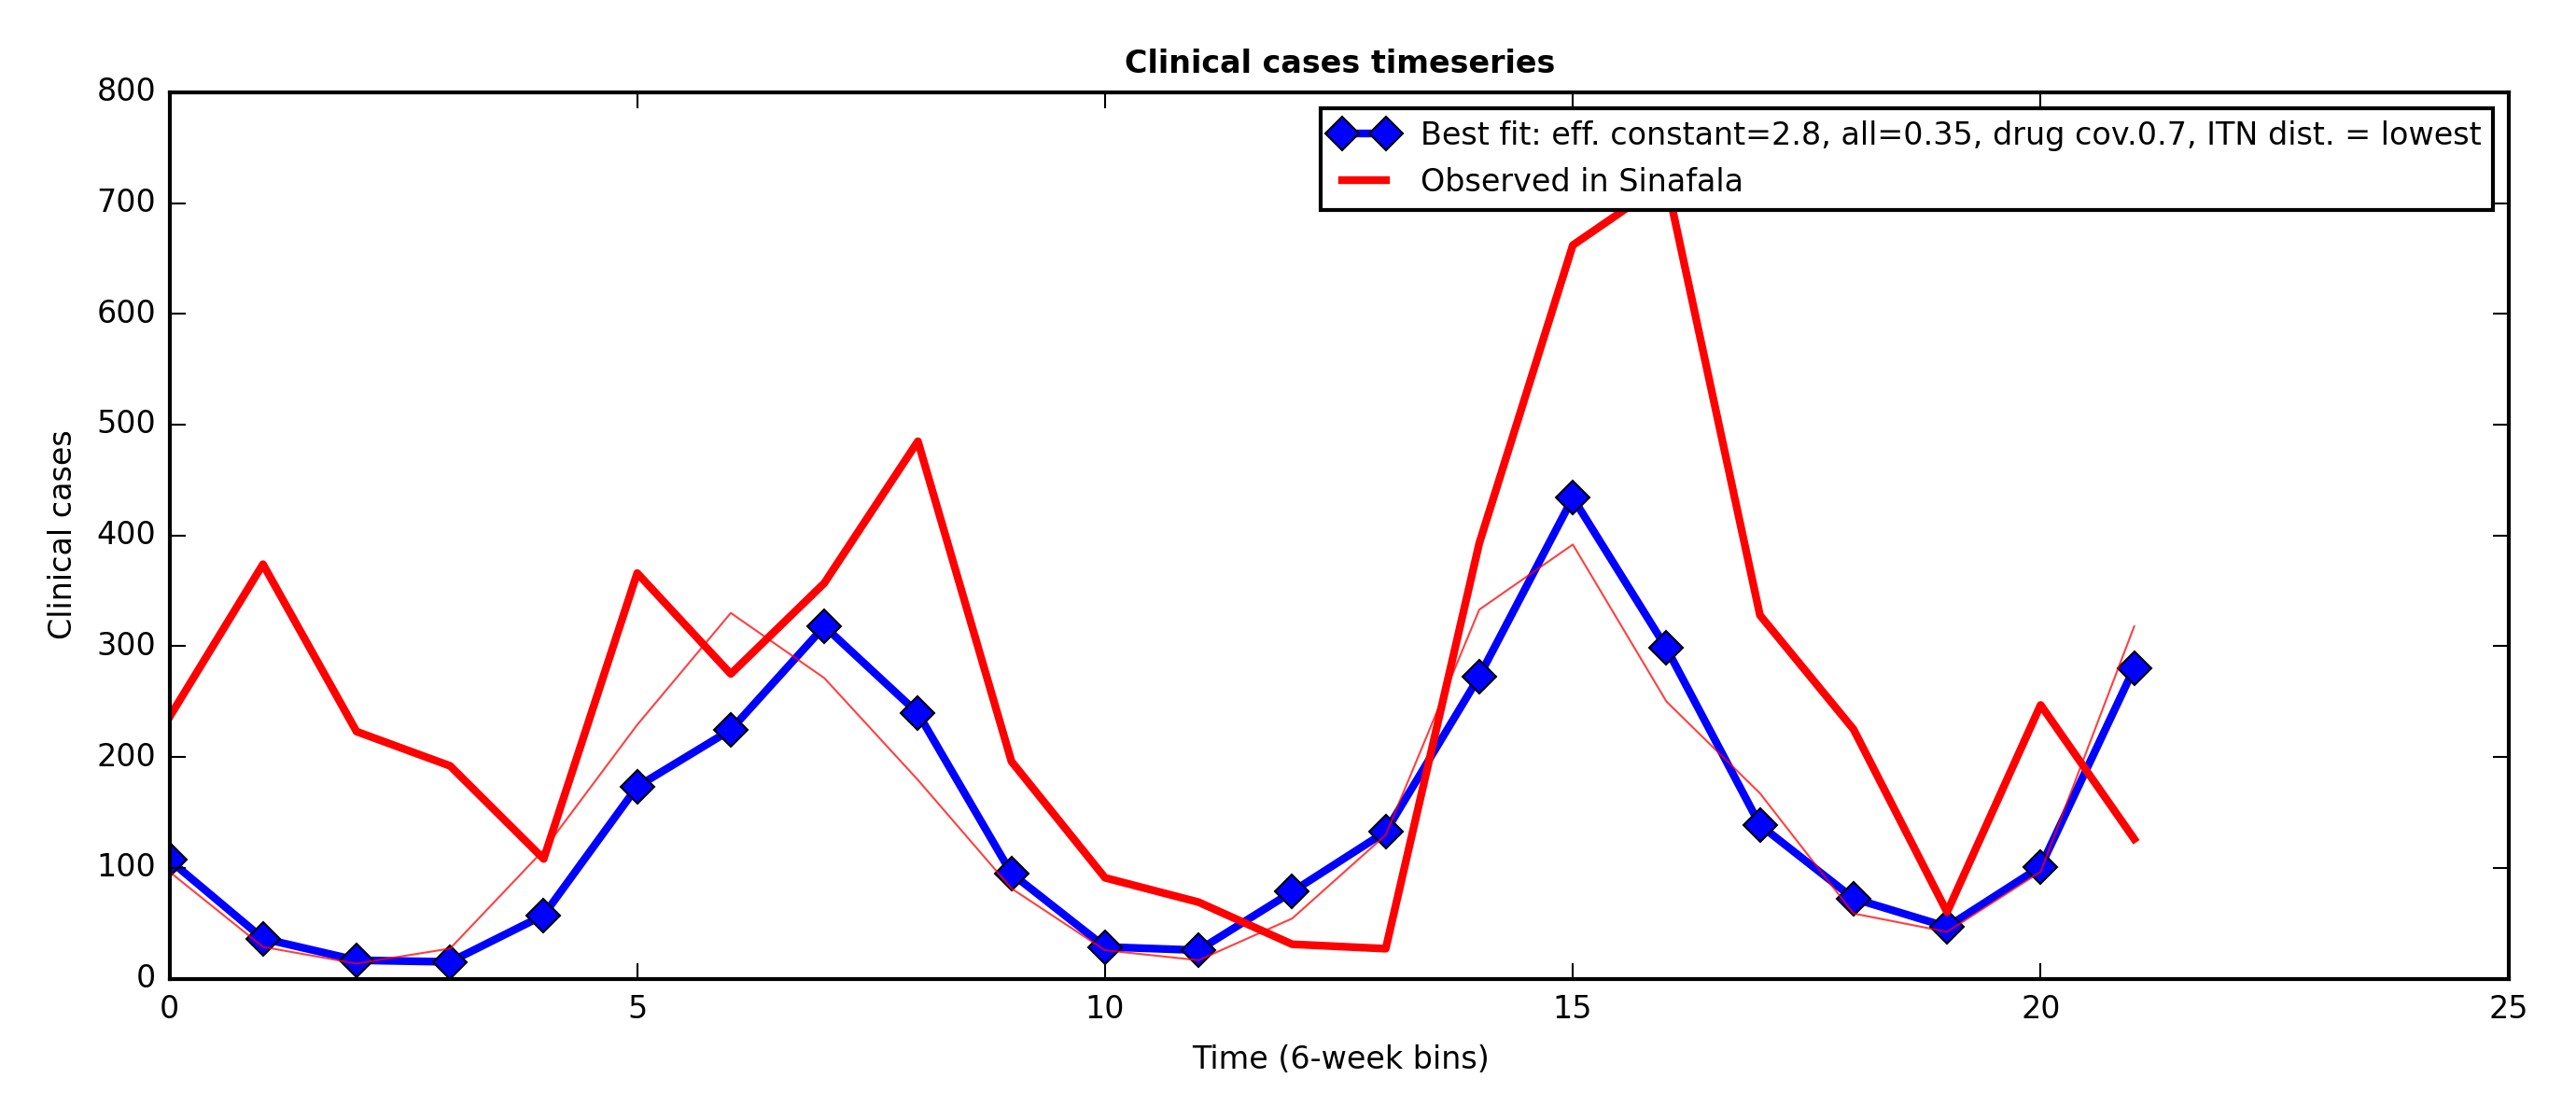 Clinical cases timeseries
800
700
600
500
400
300
200
100
0
Clinical cases
Best fit: eff. constant=2.8, all=0.35, drug cov.0.7, ITN dist. = lowest
Observed in Sinafala
0 5 10 15 20 25
Time (6-week bins)